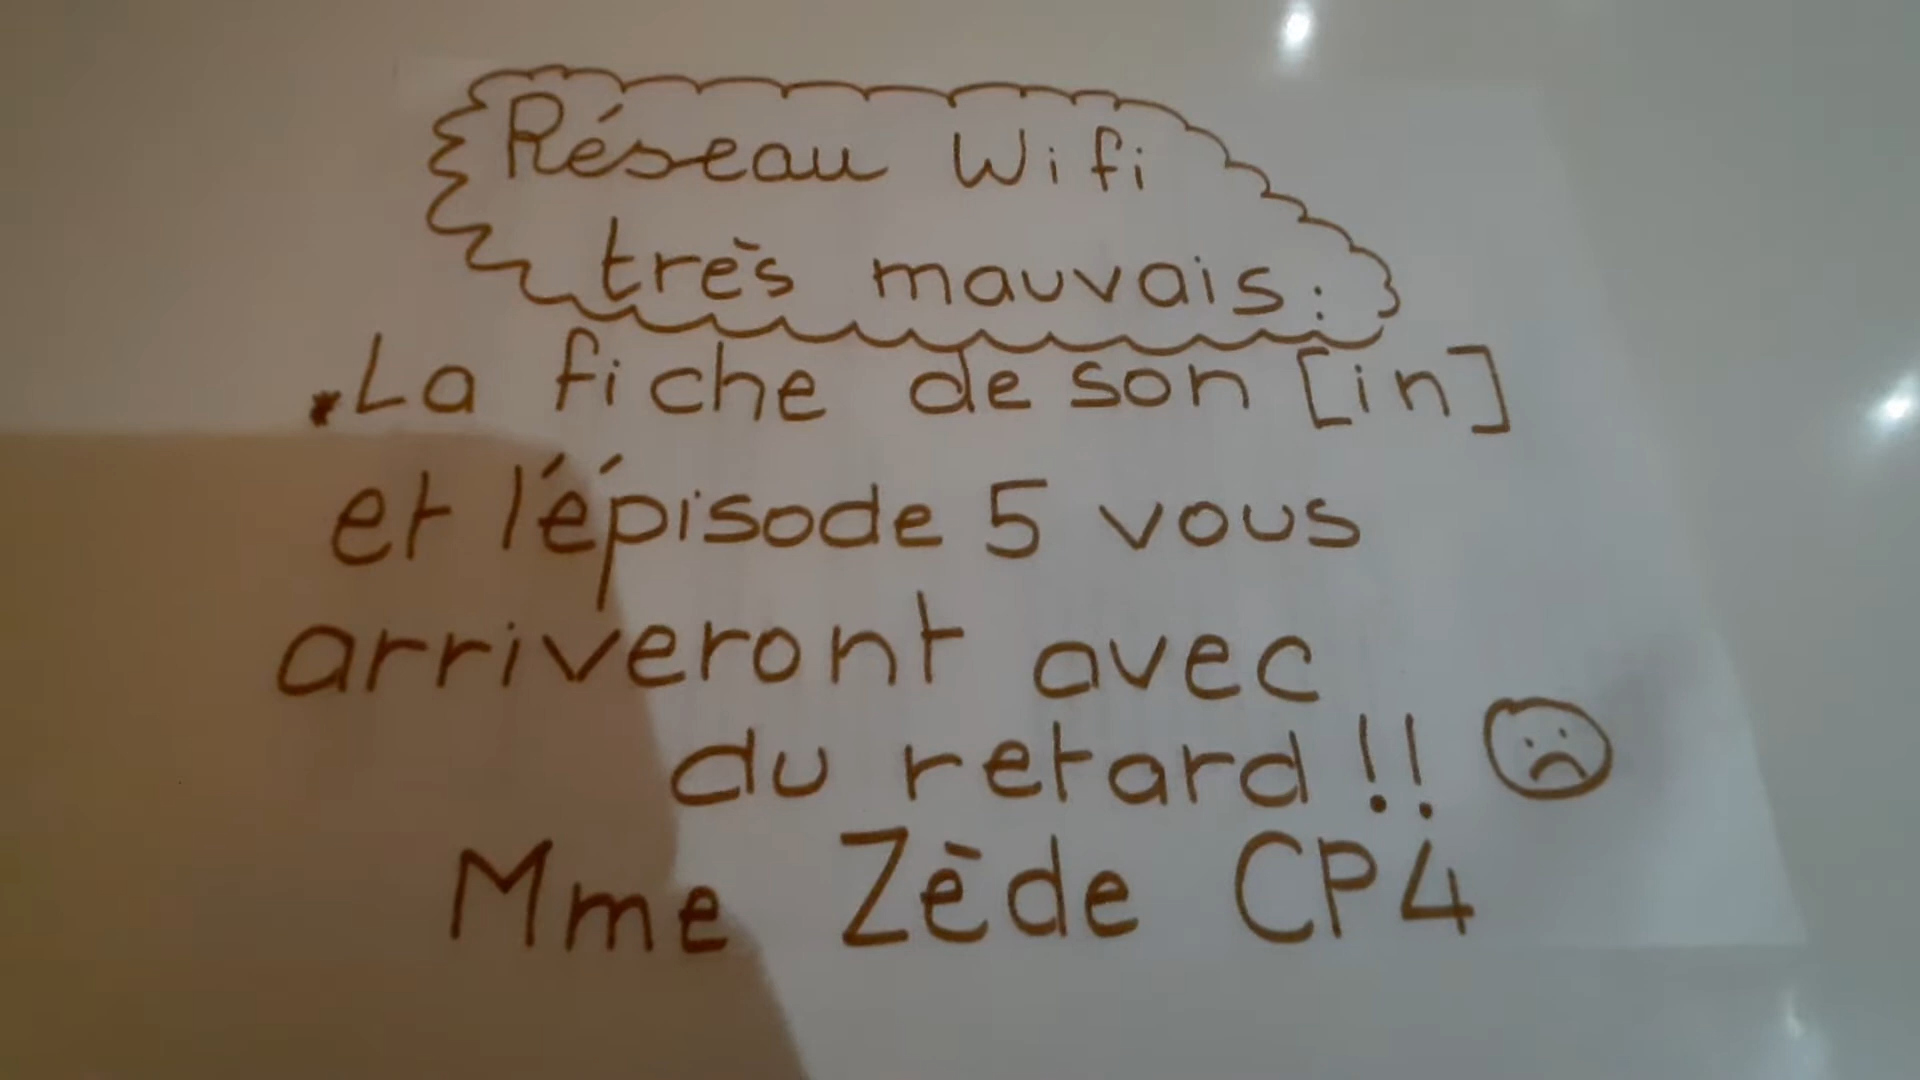 Réseau Wifi
très mauvais :
. La fiche de son [in]
et l'épisode 5 vous
arriveront avec
du retard !!
Mme Zède CP4